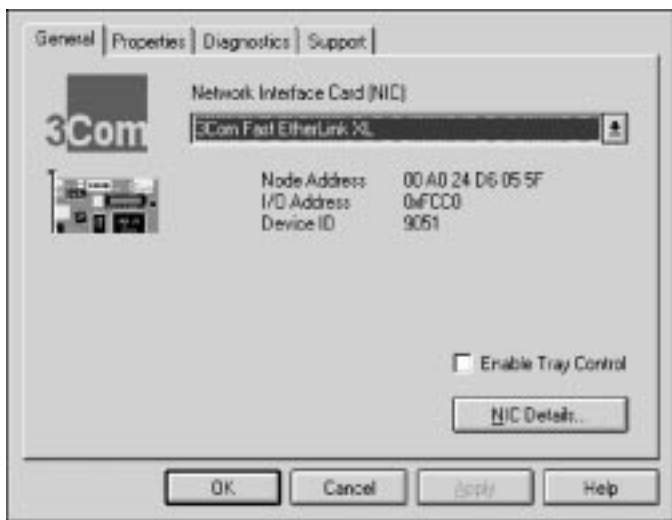 General Properties Diagnostics Support
3Com
Network Interface Card (NIC)
3Com Fast EtherLink XL
Node Address 00 A0 24 D6 05 5F
I/O Address 0xFCC0
Device ID 9051
Enable Tray Control
NIC Details...
OK Cancel Apply Help